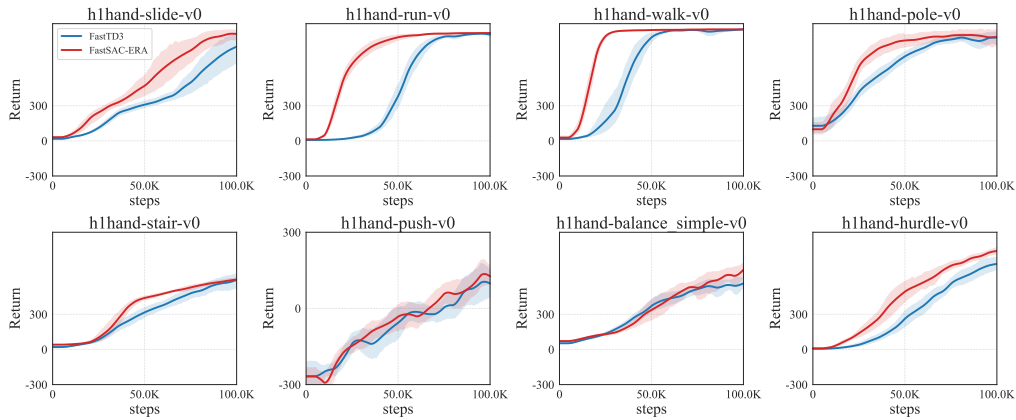 h1hand-slide-v0
h1hand-run-v0
h1hand-walk-v0
h1hand-pole-v0
FastTD3
FastSAC-ERA
Return
300
0
-300
0
50.0K
100.0K
steps
Return
300
0
-300
0
50.0K
100.0K
steps
Return
300
0
-300
0
50.0K
100.0K
steps
Return
300
0
-300
0
50.0K
100.0K
steps
h1hand-stair-v0
h1hand-push-v0
h1hand-balance_simple-v0
h1hand-hurdle-v0
Return
300
0
-300
0
50.0K
100.0K
steps
Return
300
0
-300
0
50.0K
100.0K
steps
Return
300
0
-300
0
50.0K
100.0K
steps
Return
300
0
-300
0
50.0K
100.0K
steps